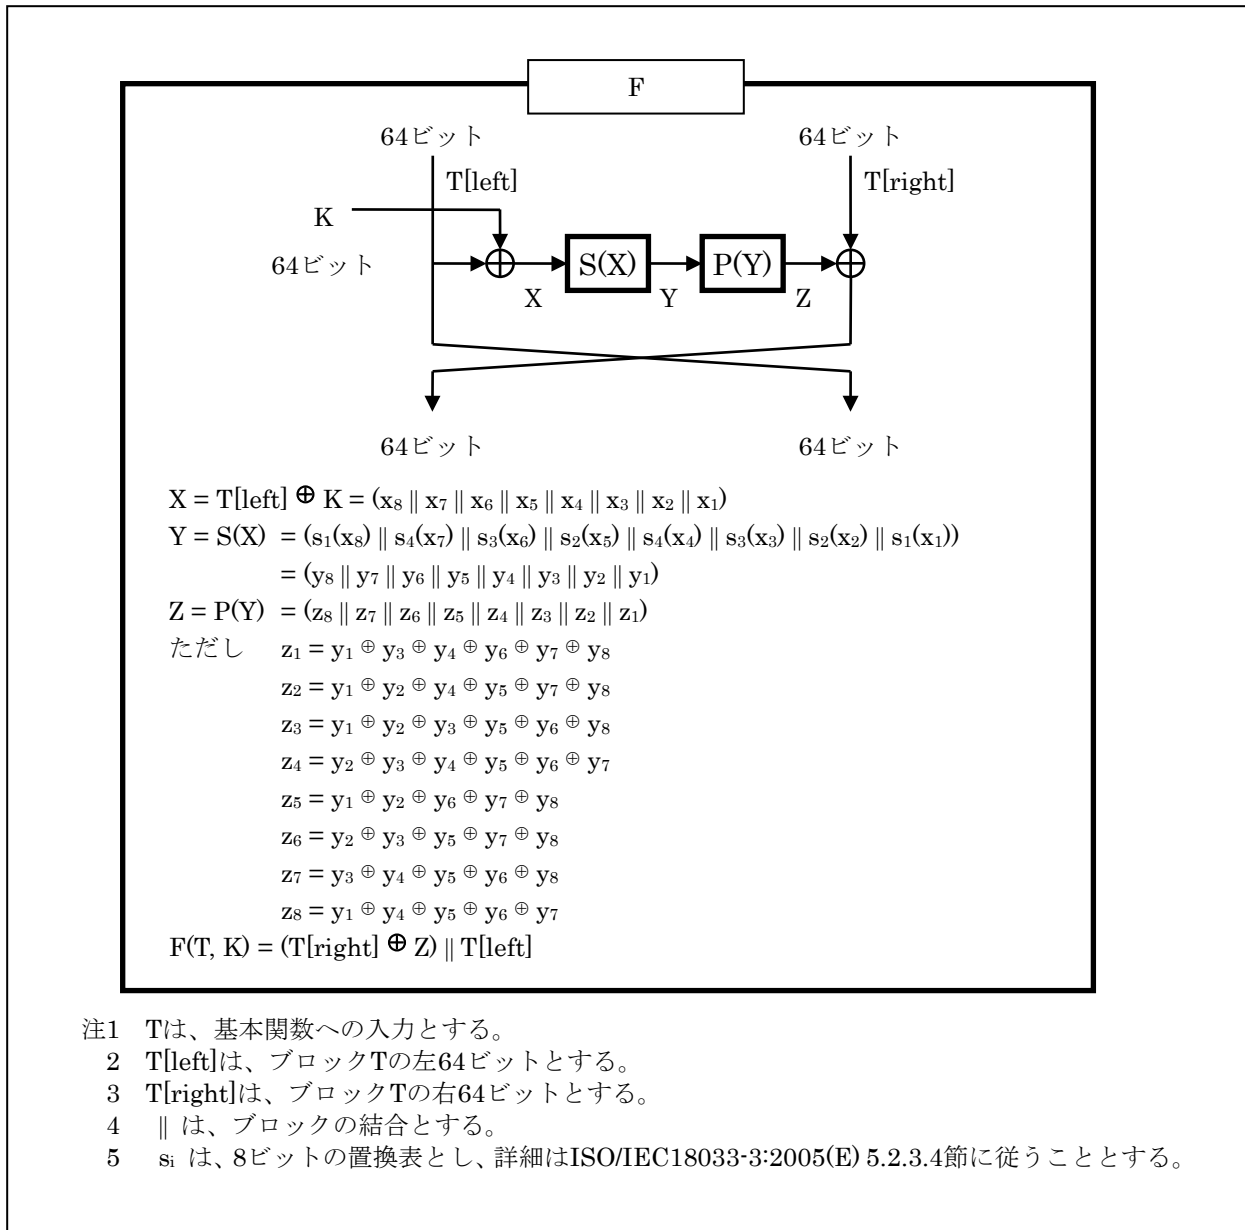 F
64ビット 64ビット
T[left] T[right]
K
64ビット
S(X) P(Y)
X Y Z
64ビット 64ビット
X = T[left] ⊕ K = (x₈ ‖ x₇ ‖ x₆ ‖ x₅ ‖ x₄ ‖ x₃ ‖ x₂ ‖ x₁)
Y = S(X) = (s₁(x₈) ‖ s₄(x₇) ‖ s₃(x₆) ‖ s₂(x₅) ‖ s₄(x₄) ‖ s₃(x₃) ‖ s₂(x₂) ‖ s₁(x₁))
= (y₈ ‖ y₇ ‖ y₆ ‖ y₅ ‖ y₄ ‖ y₃ ‖ y₂ ‖ y₁)
Z = P(Y) = (z₈ ‖ z₇ ‖ z₆ ‖ z₅ ‖ z₄ ‖ z₃ ‖ z₂ ‖ z₁)
ただし z₁ = y₁ ⊕ y₃ ⊕ y₄ ⊕ y₆ ⊕ y₇ ⊕ y₈
z₂ = y₁ ⊕ y₂ ⊕ y₄ ⊕ y₅ ⊕ y₇ ⊕ y₈
z₃ = y₁ ⊕ y₂ ⊕ y₃ ⊕ y₅ ⊕ y₆ ⊕ y₈
z₄ = y₂ ⊕ y₃ ⊕ y₄ ⊕ y₅ ⊕ y₆ ⊕ y₇
z₅ = y₁ ⊕ y₂ ⊕ y₆ ⊕ y₇ ⊕ y₈
z₆ = y₂ ⊕ y₃ ⊕ y₅ ⊕ y₇ ⊕ y₈
z₇ = y₃ ⊕ y₄ ⊕ y₅ ⊕ y₆ ⊕ y₈
z₈ = y₁ ⊕ y₄ ⊕ y₅ ⊕ y₆ ⊕ y₇
F(T, K) = (T[right] ⊕ Z) ‖ T[left]
注1 Tは、基本関数への入力とする。
2 T[left]は、ブロックTの左64ビットとする。
3 T[right]は、ブロックTの右64ビットとする。
4 ‖ は、ブロックの結合とする。
5 sᵢ は、8ビットの置換表とし、詳細はISO/IEC18033-3:2005(E) 5.2.3.4節に従うこととする。